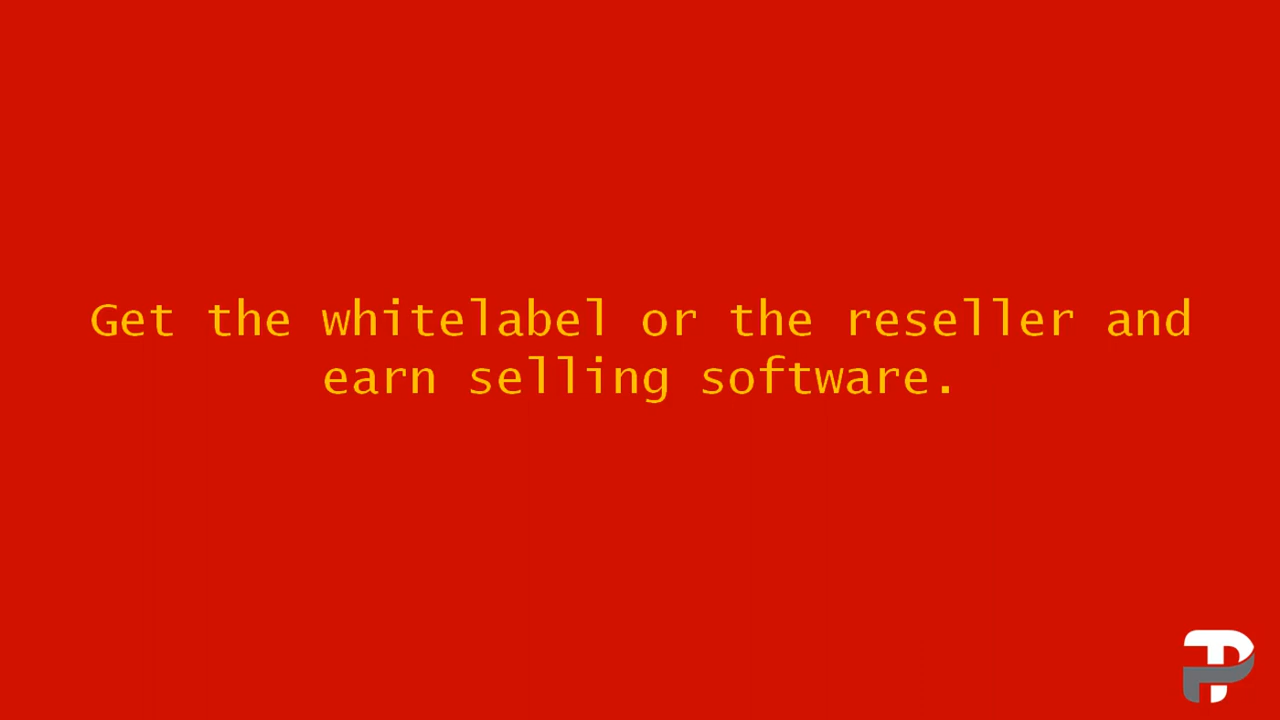 Get the whitelabel or the reseller and
earn selling software.